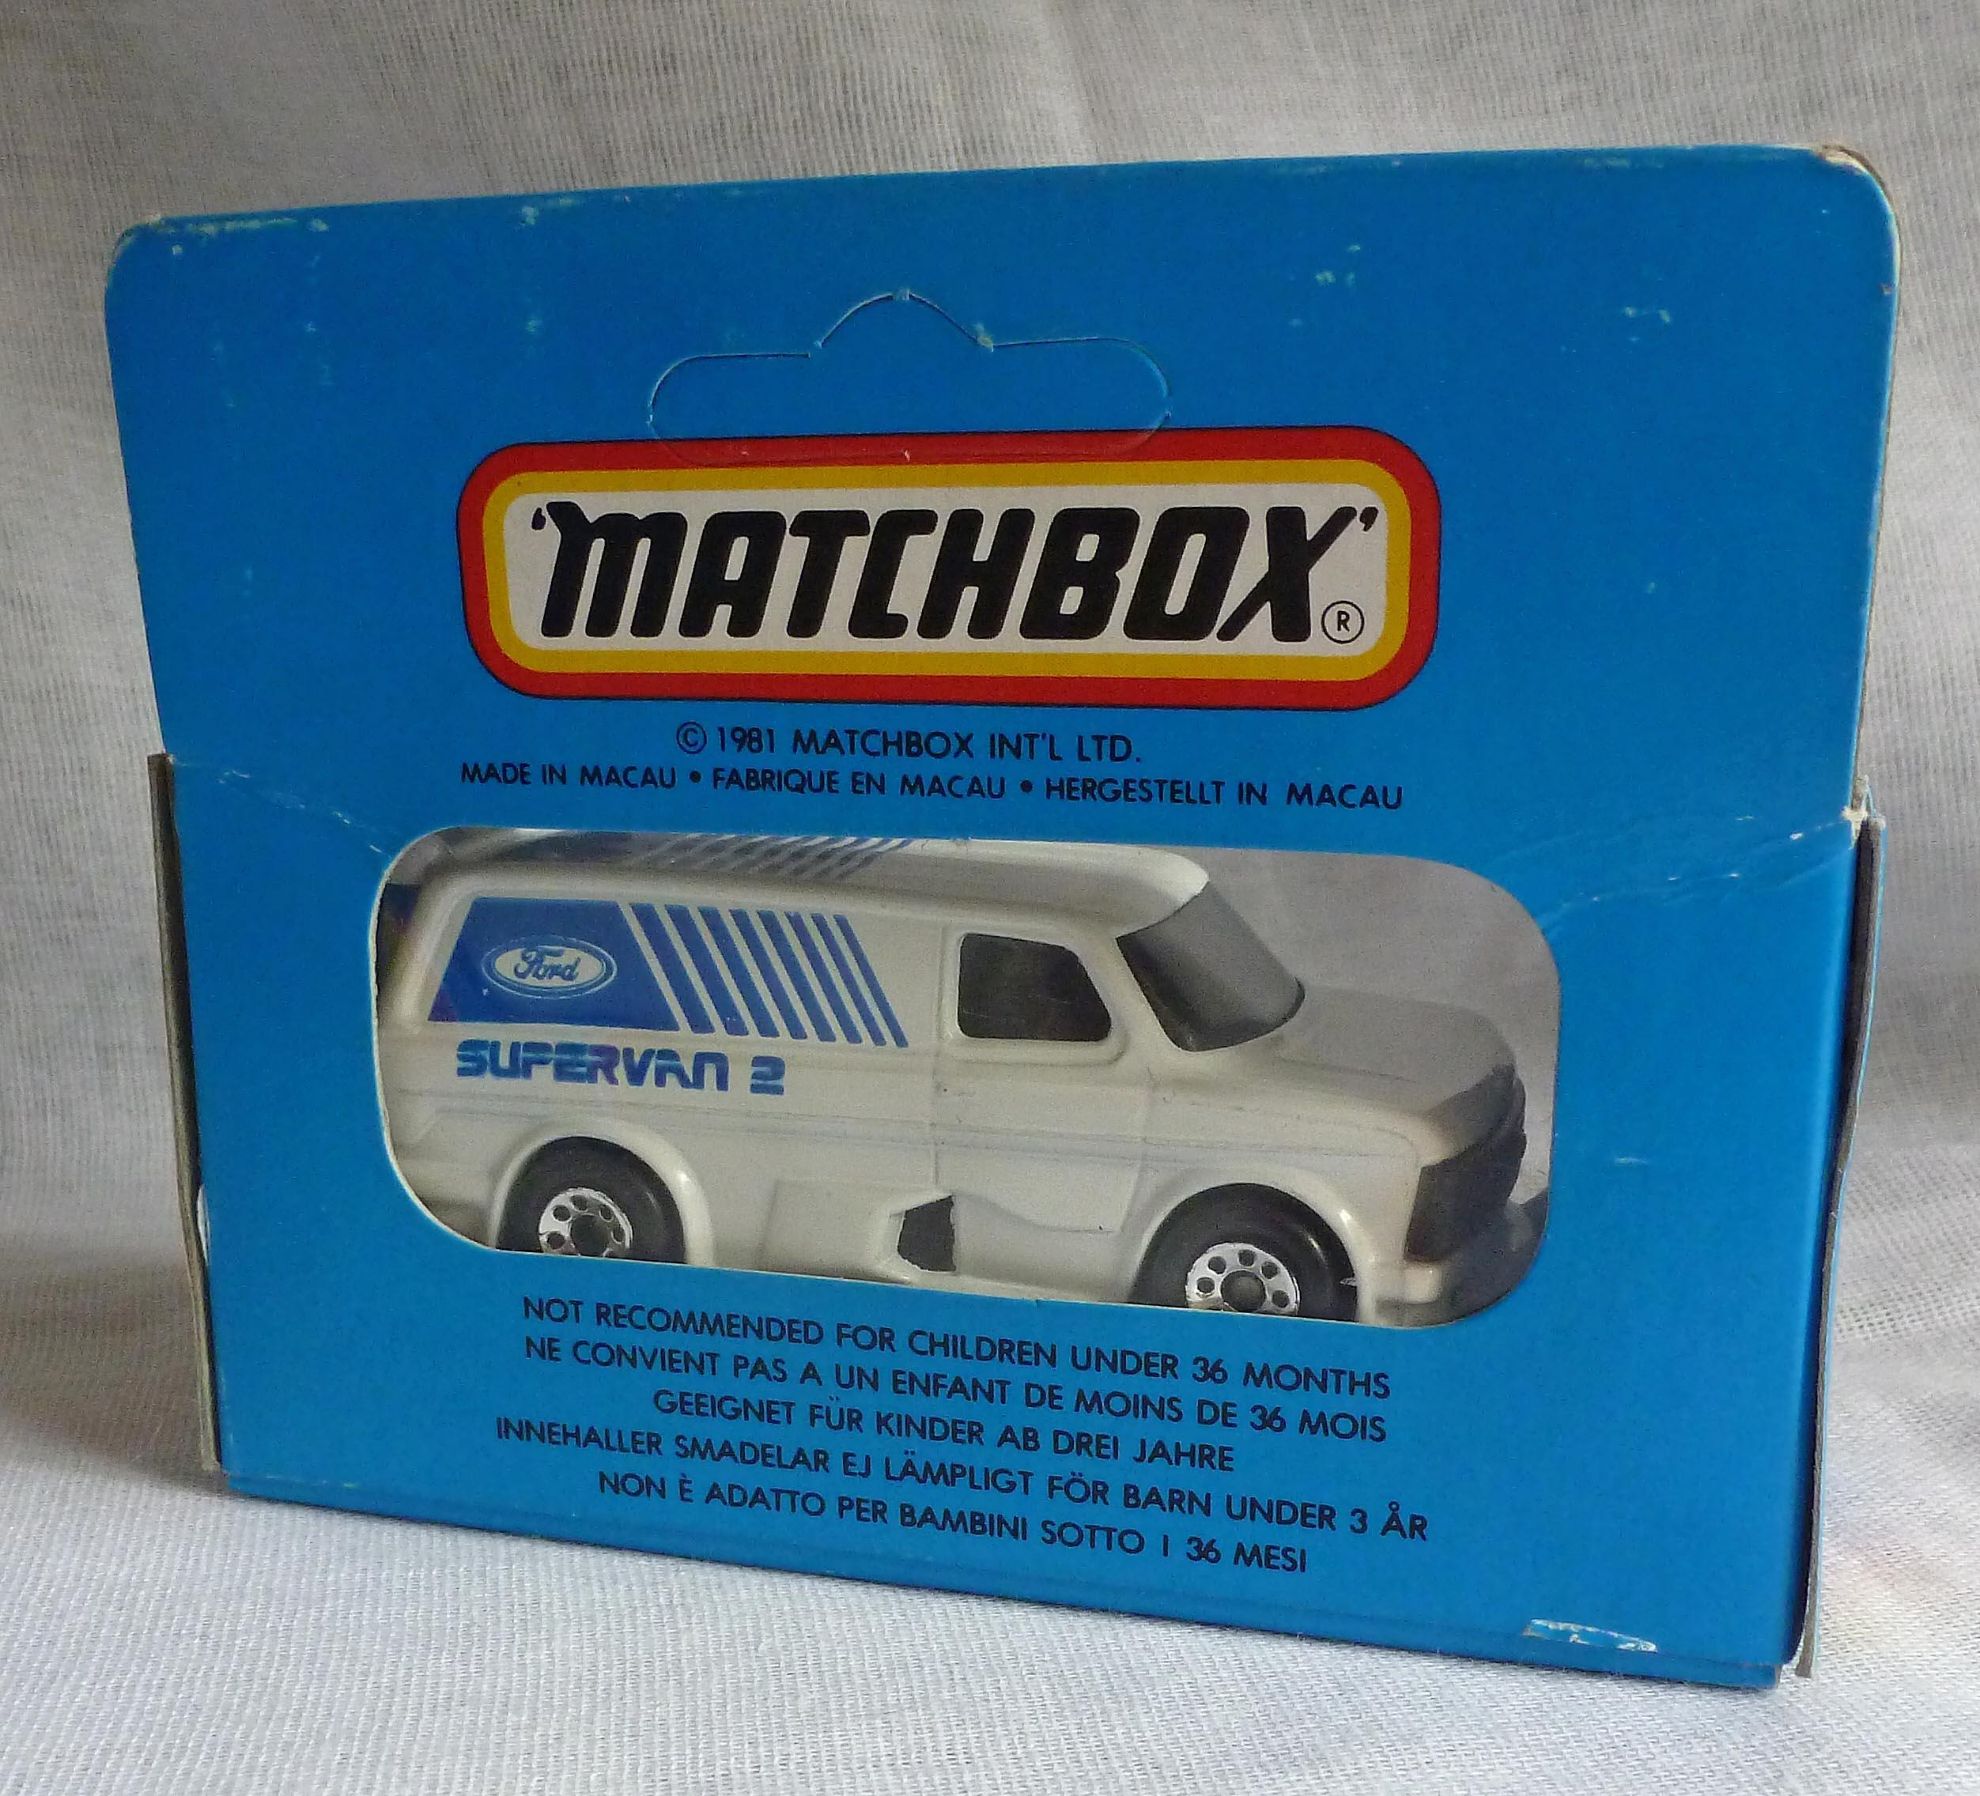 'MATCHBOX'®
© 1981 MATCHBOX INT'L LTD.
MADE IN MACAU • FABRIQUE EN MACAU • HERGESTELLT IN MACAU
Ford
SUPERVAN 2
NOT RECOMMENDED FOR CHILDREN UNDER 36 MONTHS
NE CONVIENT PAS A UN ENFANT DE MOINS DE 36 MOIS
GEEIGNET FÜR KINDER AB DREI JAHRE
INNEHALLER SMADELAR EJ LÄMPLIGT FÖR BARN UNDER 3 ÅR
NON È ADATTO PER BAMBINI SOTTO I 36 MESI